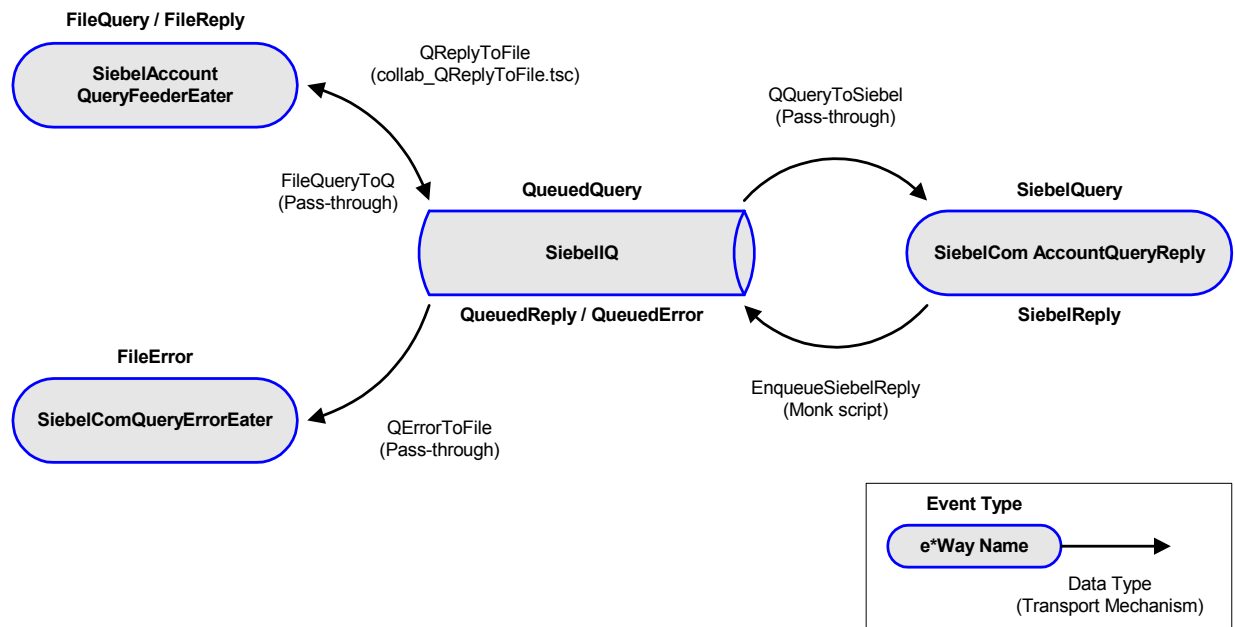 FileQuery / FileReply
SiebelAccount
QueryFeederEater
QReplyToFile
(collab_QReplyToFile.tsc)
QQueryToSiebel
(Pass-through)
FileQueryToQ
(Pass-through)
QueuedQuery
SiebelIQ
QueuedReply / QueuedError
SiebelQuery
SiebelCom AccountQueryReply
SiebelReply
FileError
SiebelComQueryErrorEater
QErrorToFile
(Pass-through)
EnqueueSiebelReply
(Monk script)
Event Type
e*Way Name
Data Type
(Transport Mechanism)